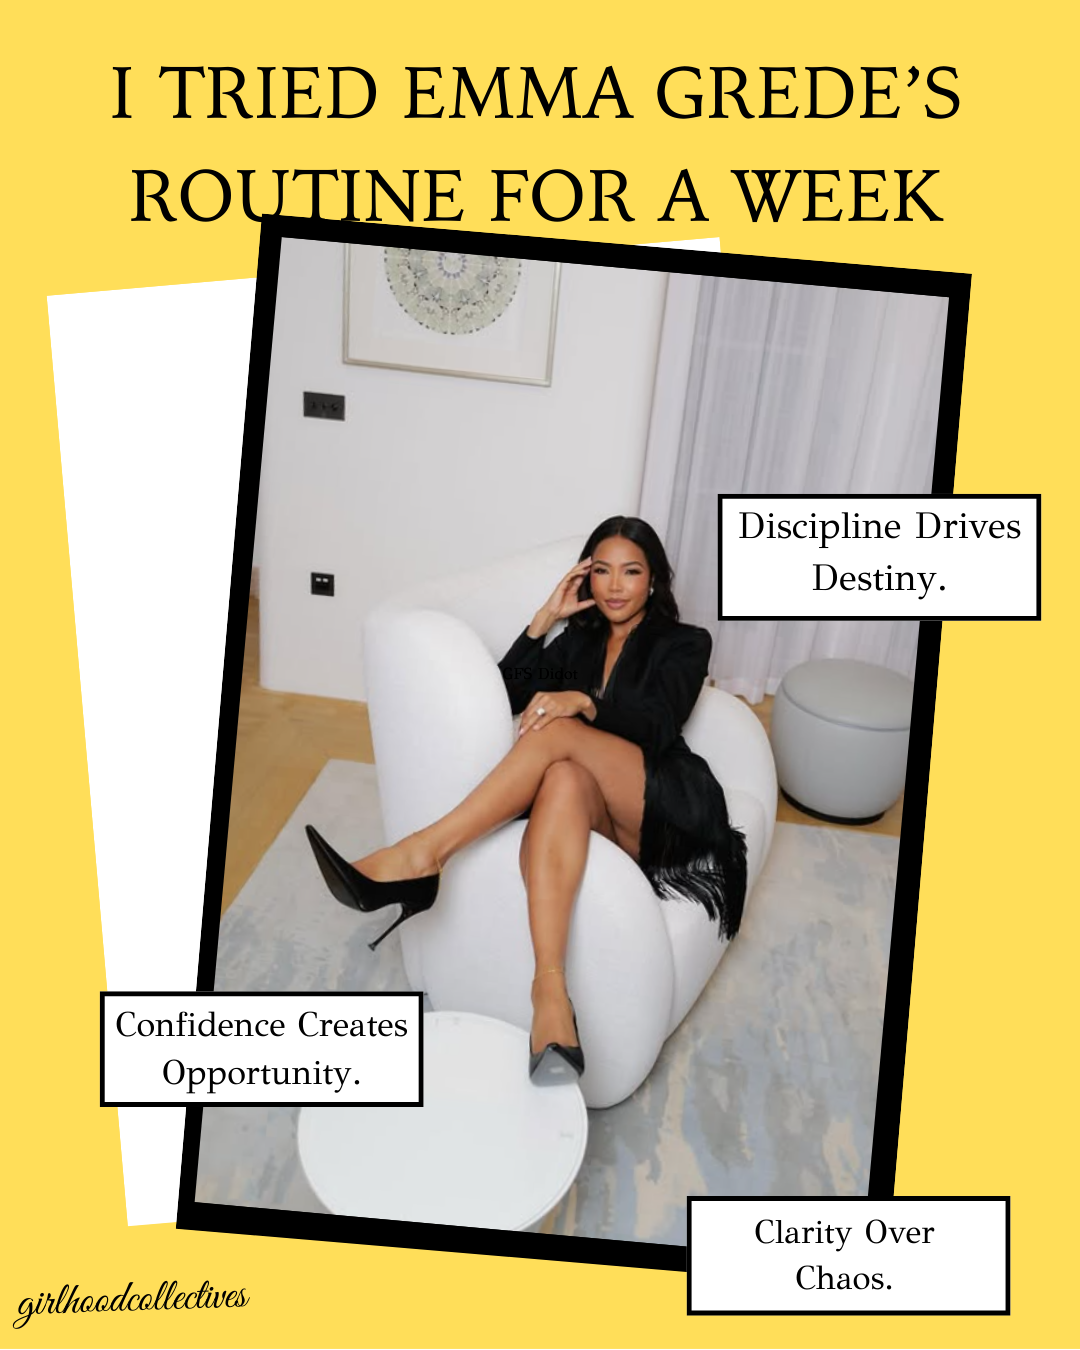 I TRIED EMMA GREDE’S
ROUTINE FOR A WEEK
Discipline Drives
Destiny.
GFS Didot
Confidence Creates
Opportunity.
Clarity Over
Chaos.
girlhoodcollectives